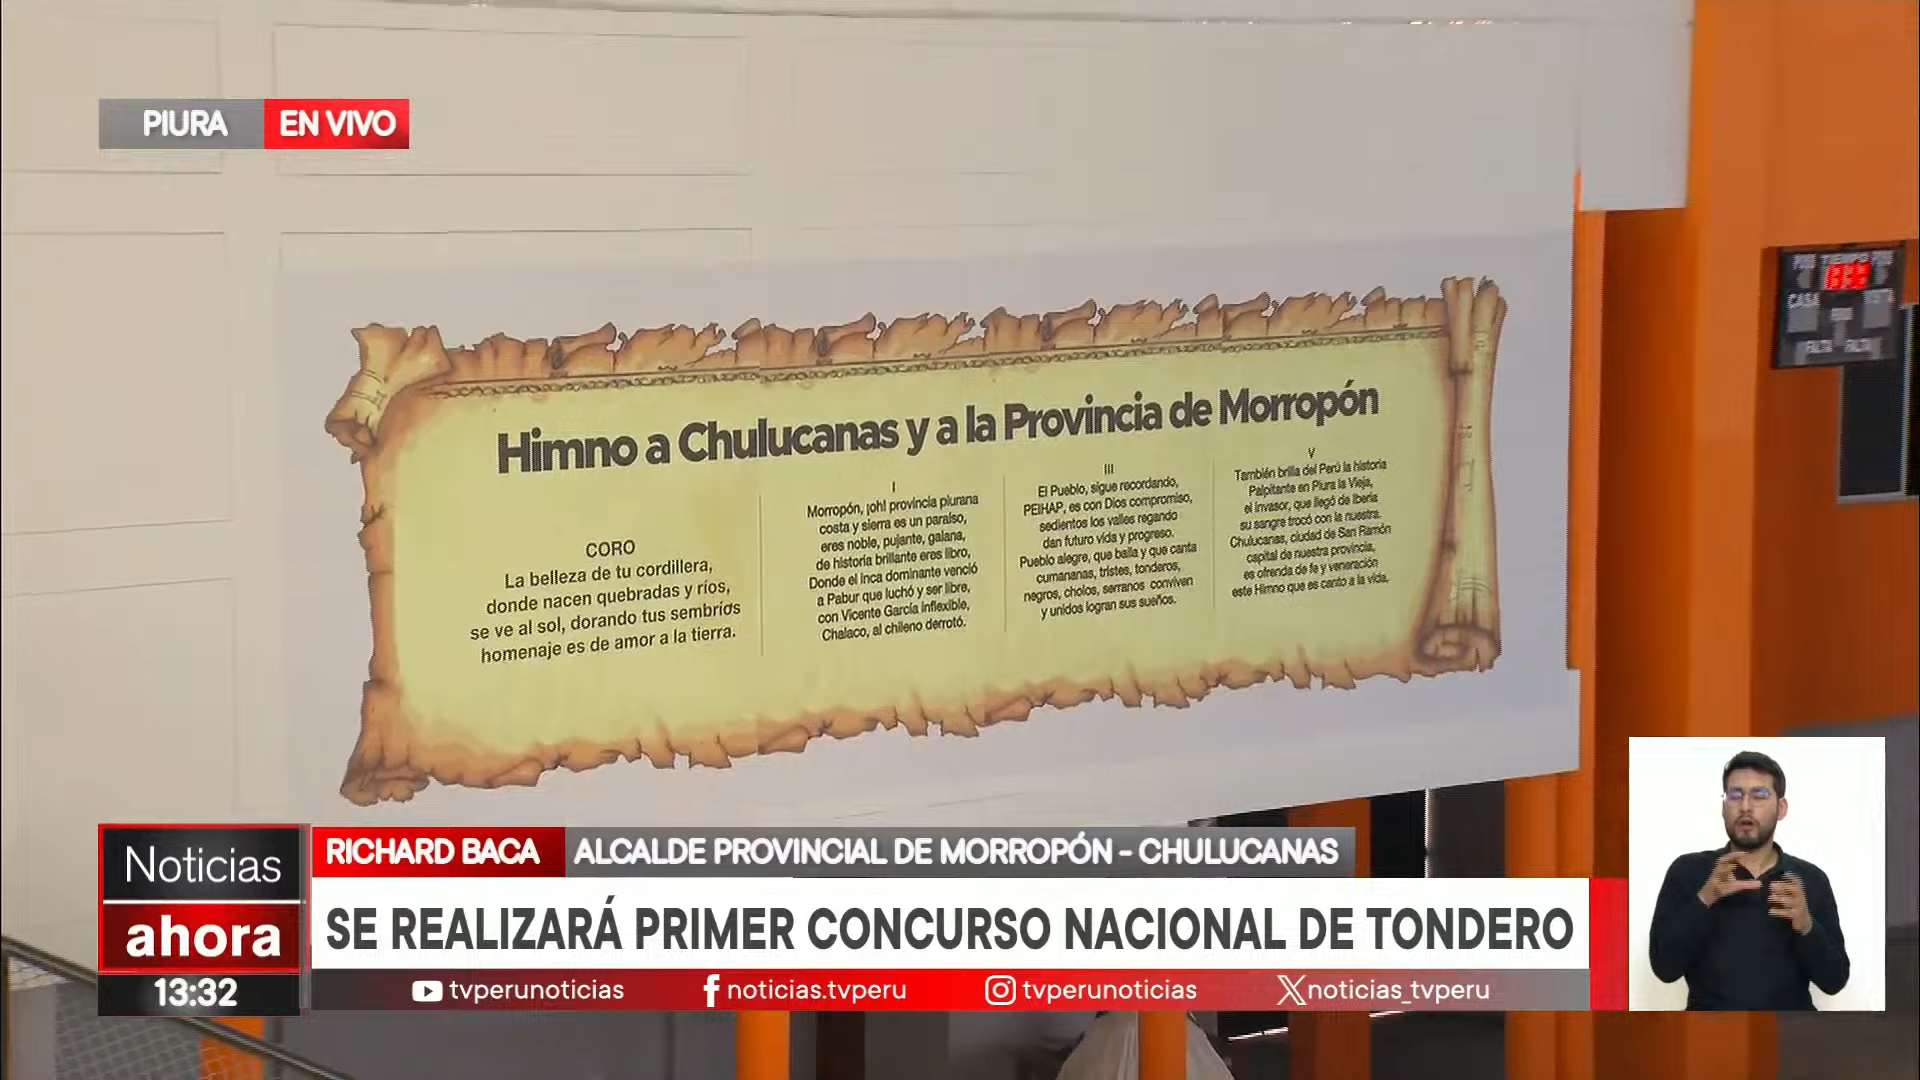 PIURA EN VIVO
Himno a Chulucanas y a la Provincia de Morropón
CORO
La belleza de tu cordillera,
donde nacen quebradas y ríos,
se ve al sol, dorando tus sembríos
homenaje es de amor a la tierra.
I
Morropón, ¡oh! provincia piurana
costa y sierra es un paraíso,
eres noble, pujante, galana,
de historia brillante eres libro,
Donde el inca dominante venció
a Pabur que luchó y ser libre,
con Vicente García inflexible,
Chalaco, al chileno derrotó.
III
El Pueblo, sigue recordando,
PEIHAP, es con Dios compromiso,
sedientos los valles regando
dan futuro vida y progreso.
Pueblo alegre, que baila y que canta
cumananas, tristes, tonderos,
negros, cholos, serranos conviven
y unidos logran sus sueños.
V
También brilla del Perú la historia
Palpitante en Piura la Vieja,
el invasor, que llegó de Iberia
su sangre trocó con la nuestra.
Chulucanas, ciudad de San Ramón
capital de nuestra provincia,
es ofrenda de fe y veneración
este Himno que es canto a la vida.
TIEMPO
CASA
FALTA FALTA
Noticias
ahora
13:32
RICHARD BACA ALCALDE PROVINCIAL DE MORROPÓN - CHULUCANAS
SE REALIZARÁ PRIMER CONCURSO NACIONAL DE TONDERO
tvperunoticias noticias.tvperu tvperunoticias noticias_tvperu